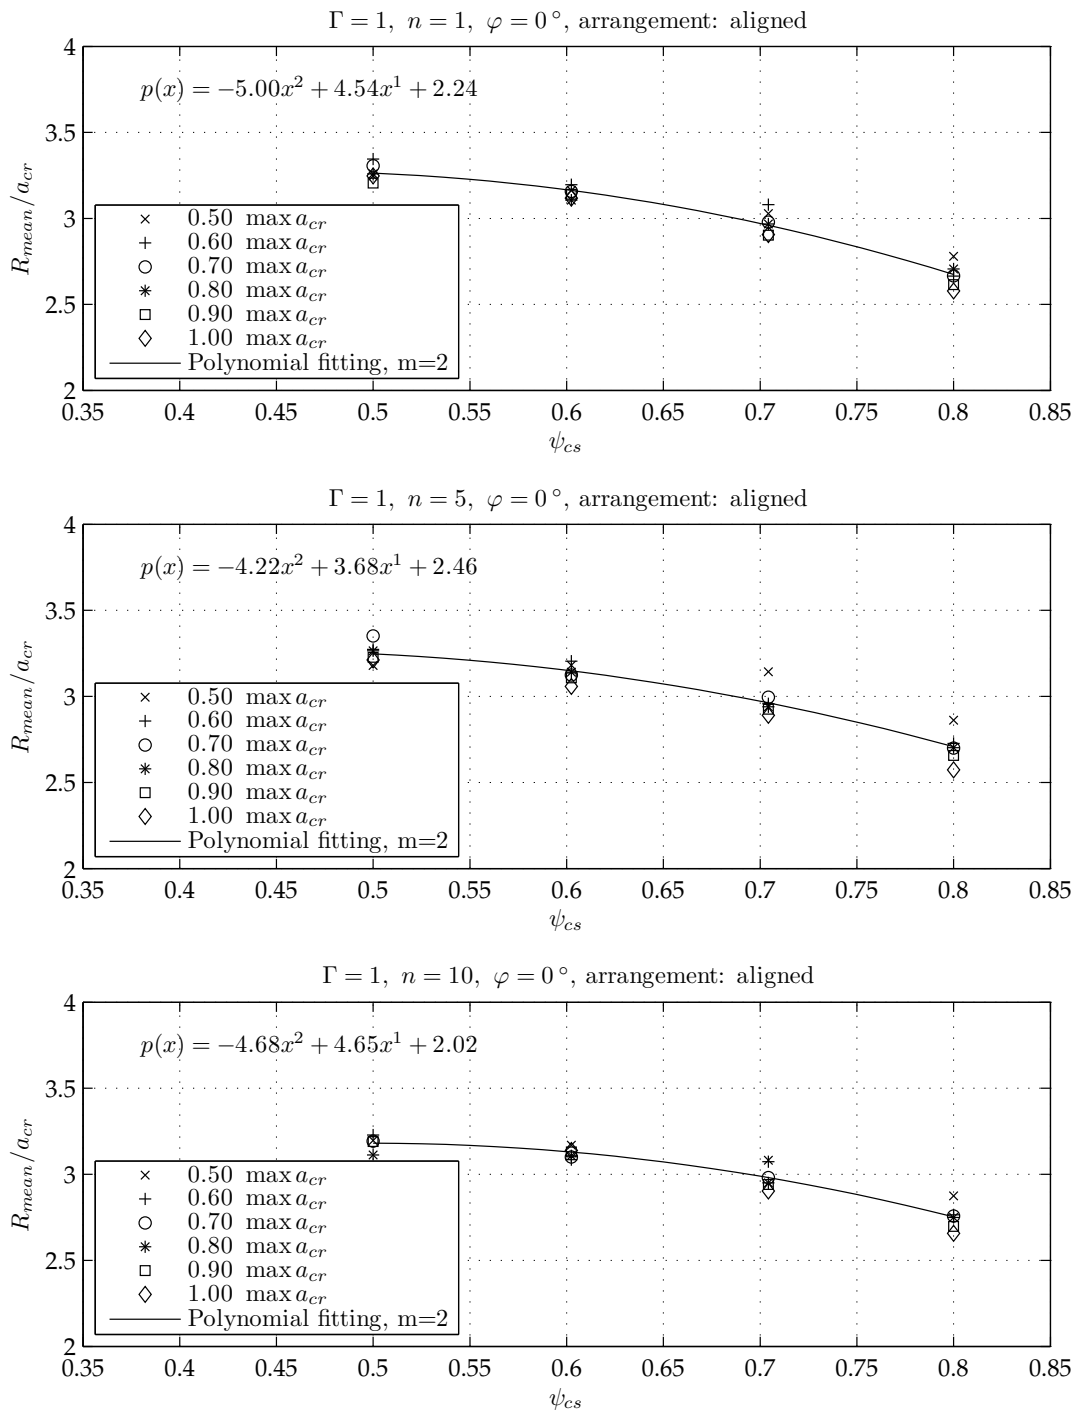 Γ = 1, n = 1, φ = 0°, arrangement: aligned
p(x) = −5.00x² + 4.54x¹ + 2.24
4
3.5
3
2.5
2
R_mean/a_cr
0.50 max a_cr
0.60 max a_cr
0.70 max a_cr
0.80 max a_cr
0.90 max a_cr
1.00 max a_cr
Polynomial fitting, m=2
0.35 0.4 0.45 0.5 0.55 0.6 0.65 0.7 0.75 0.8 0.85
ψ_cs
Γ = 1, n = 5, φ = 0°, arrangement: aligned
p(x) = −4.22x² + 3.68x¹ + 2.46
4
3.5
3
2.5
2
R_mean/a_cr
0.50 max a_cr
0.60 max a_cr
0.70 max a_cr
0.80 max a_cr
0.90 max a_cr
1.00 max a_cr
Polynomial fitting, m=2
0.35 0.4 0.45 0.5 0.55 0.6 0.65 0.7 0.75 0.8 0.85
ψ_cs
Γ = 1, n = 10, φ = 0°, arrangement: aligned
p(x) = −4.68x² + 4.65x¹ + 2.02
4
3.5
3
2.5
2
R_mean/a_cr
0.50 max a_cr
0.60 max a_cr
0.70 max a_cr
0.80 max a_cr
0.90 max a_cr
1.00 max a_cr
Polynomial fitting, m=2
0.35 0.4 0.45 0.5 0.55 0.6 0.65 0.7 0.75 0.8 0.85
ψ_cs